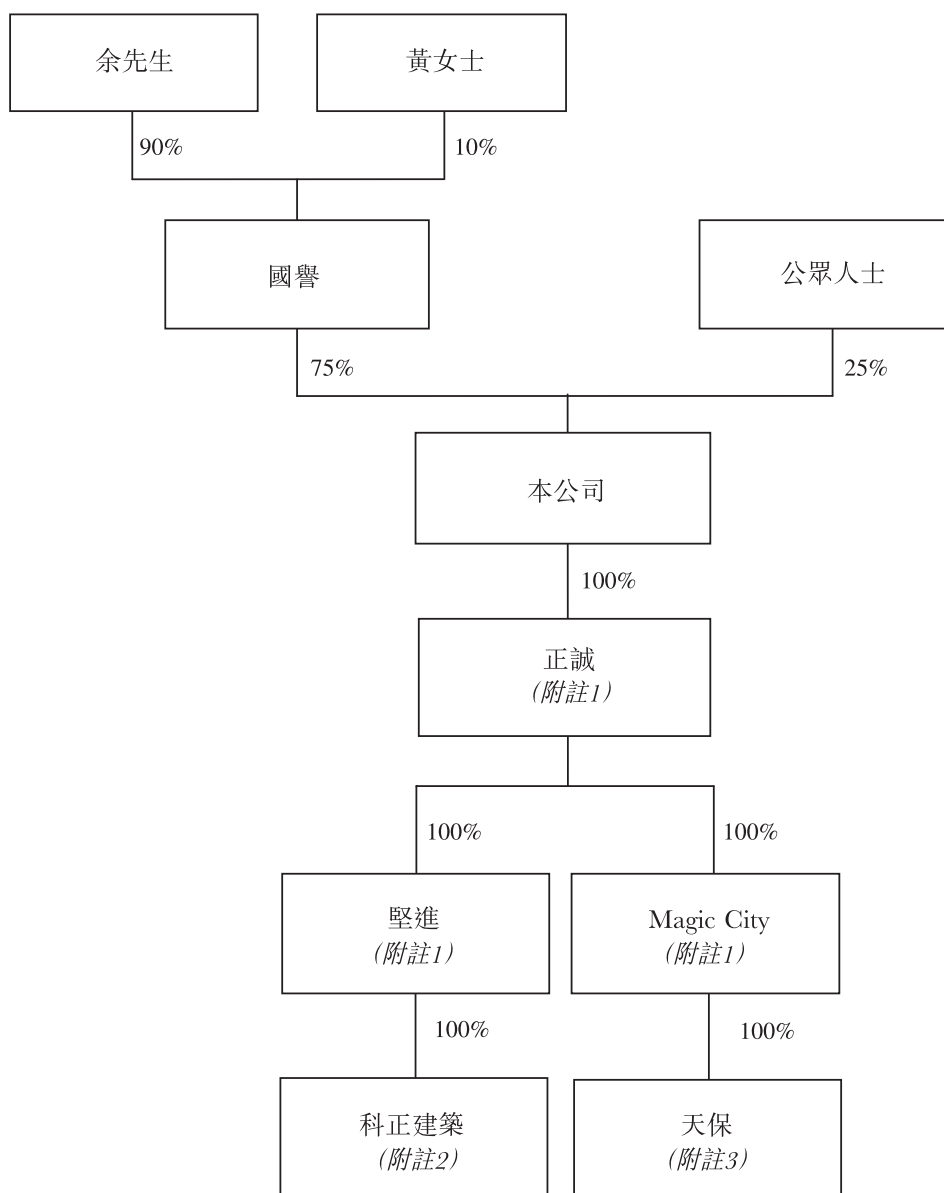 余先生
黃女士
90%
10%
國譽
公眾人士
75%
25%
本公司
100%
正誠
(附註1)
100%
100%
堅進
(附註1)
Magic City
(附註1)
100%
100%
科正建築
(附註2)
天保
(附註3)